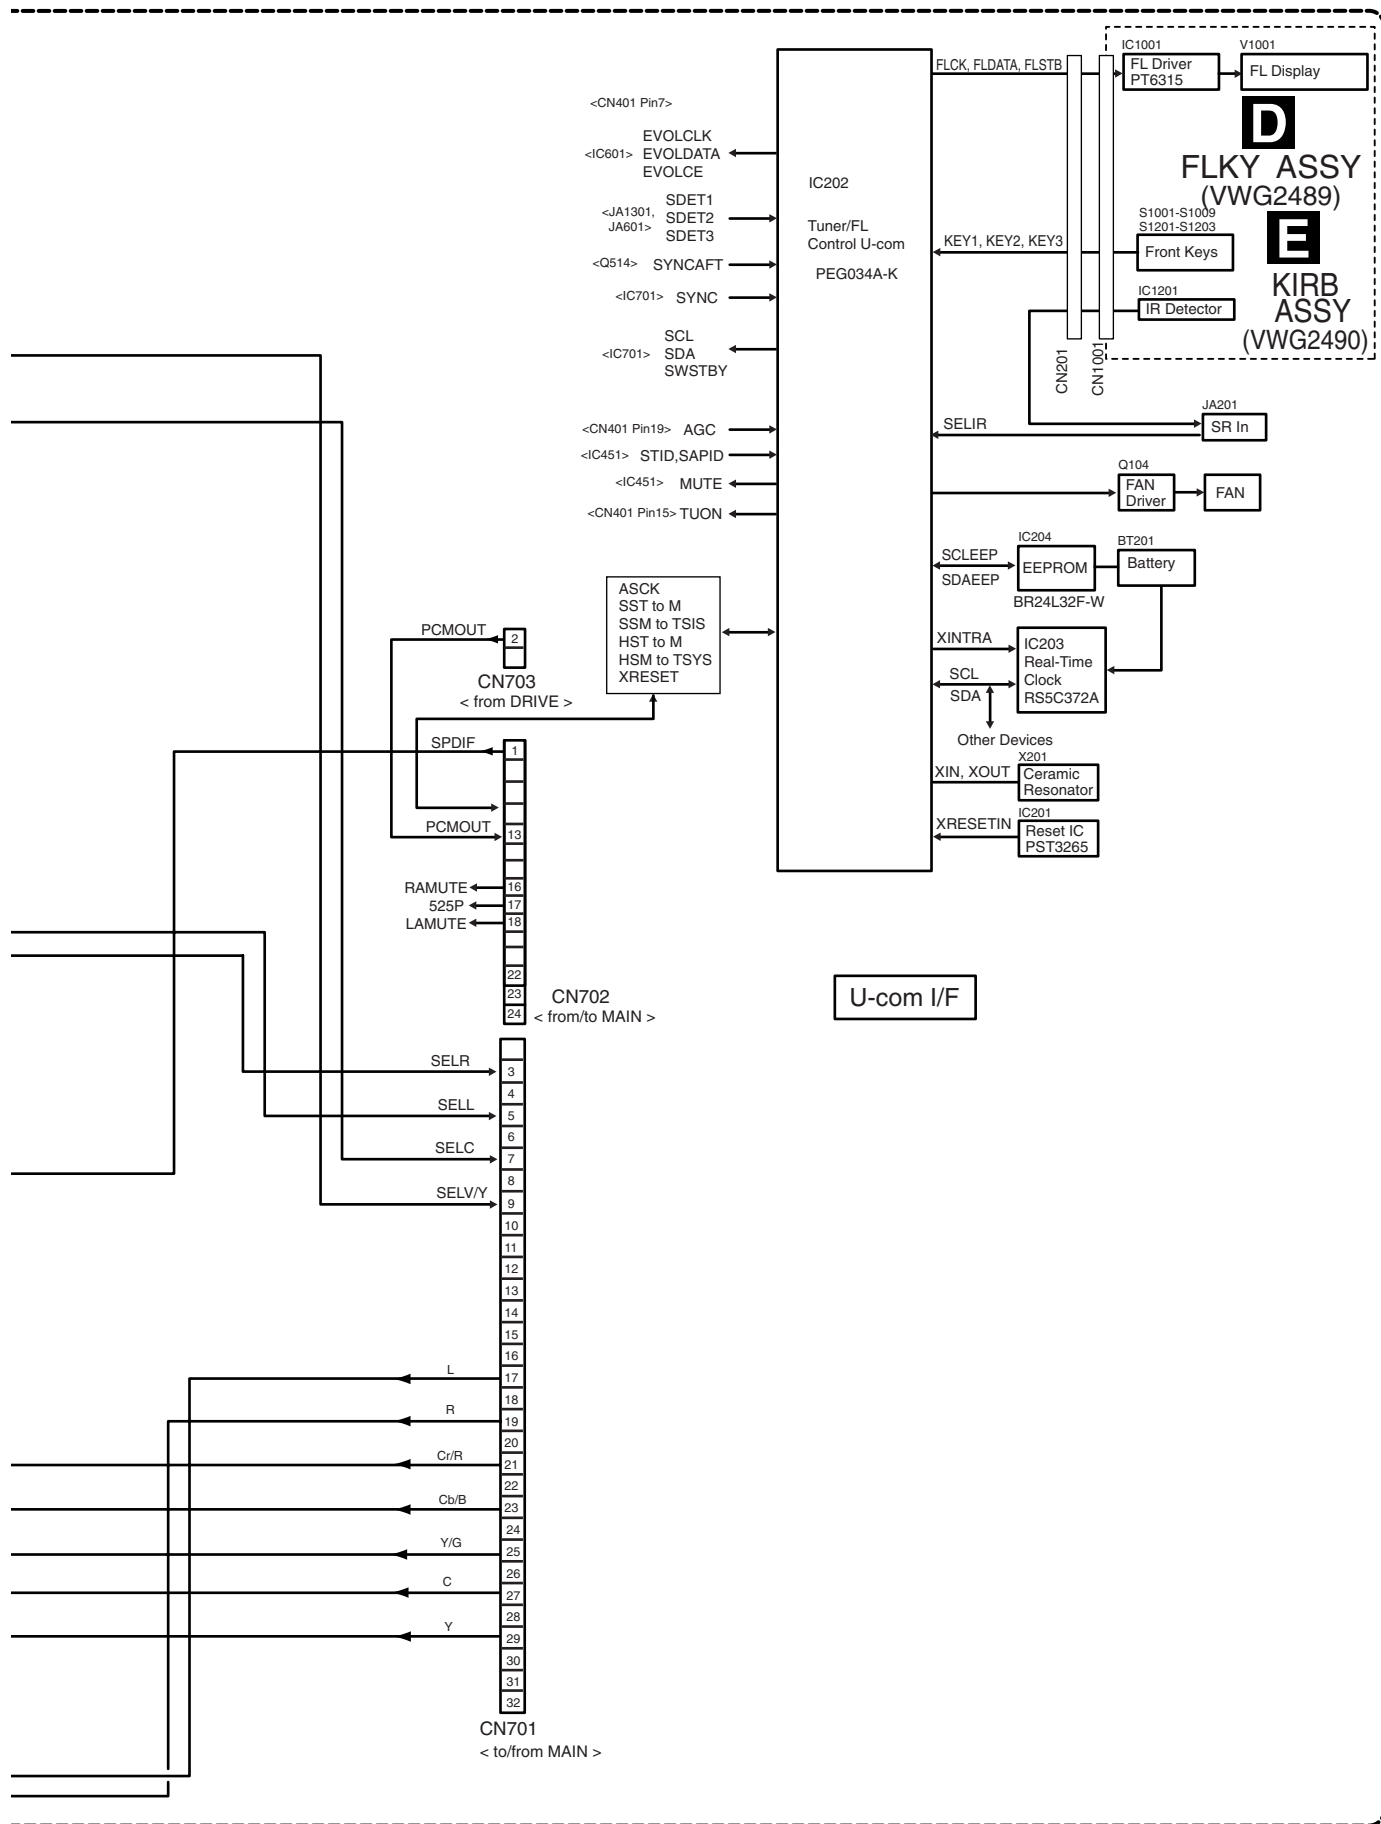 IC1001
V1001
FLCK, FLDATA, FLSTB
FL Driver
PT6315
FL Display
<CN401 Pin7>
D
FLKY ASSY
(VWG2489)
EVOLCLK
<IC601> EVOLDATA
EVOLCE
IC202
Tuner/FL
Control U-com
PEG034A-K
SDET1
<JA1301, SDET2
JA601> SDET3
S1001-S1009
S1201-S1203
KEY1, KEY2, KEY3
Front Keys
E
KIRB
ASSY
(VWG2490)
<Q514> SYNCAFT
<IC701> SYNC
IC1201
IR Detector
SCL
<IC701> SDA
SWSTBY
CN201
CN1001
JA201
SR In
SELIR
<CN401 Pin19> AGC
<IC451> STID,SAPID
<IC451> MUTE
<CN401 Pin15> TUON
Q104
FAN
Driver
FAN
IC204
BT201
SCLEEP
SDAEEP
EEPROM
Battery
BR24L32F-W
ASCK
SST to M
SSM to TSIS
HST to M
HSM to TSYS
XRESET
PCMOUT
2
CN703
< from DRIVE >
XINTRA
IC203
Real-Time
Clock
RS5C372A
SCL
SDA
Other Devices
SPDIF
1
X201
XIN, XOUT
Ceramic
Resonator
IC201
XRESETIN
Reset IC
PST3265
PCMOUT
13
RAMUTE
16
525P
17
LAMUTE
18
22
23
24
CN702
< from/to MAIN >
U-com I/F
SELR
3
4
SELL
5
6
SELC
7
8
SELV/Y
9
10
11
12
13
14
15
16
L
17
18
R
19
20
Cr/R
21
22
Cb/B
23
24
Y/G
25
26
C
27
28
Y
29
30
31
32
CN701
< to/from MAIN >